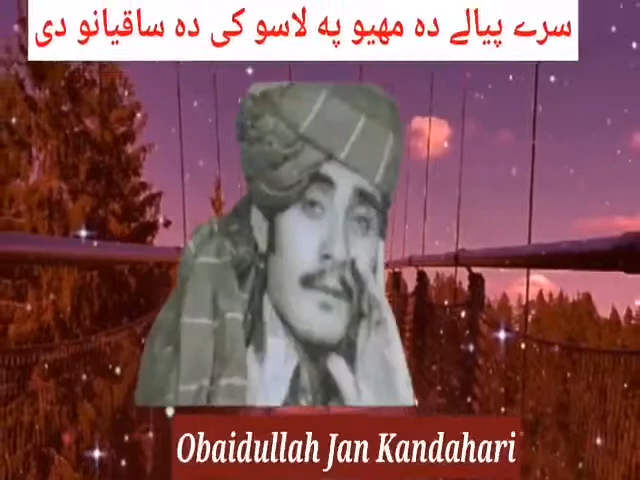 سرے پیالے دہ مھیو پہ لاسو کی دہ ساقیانو دی
Obaidullah Jan Kandahari